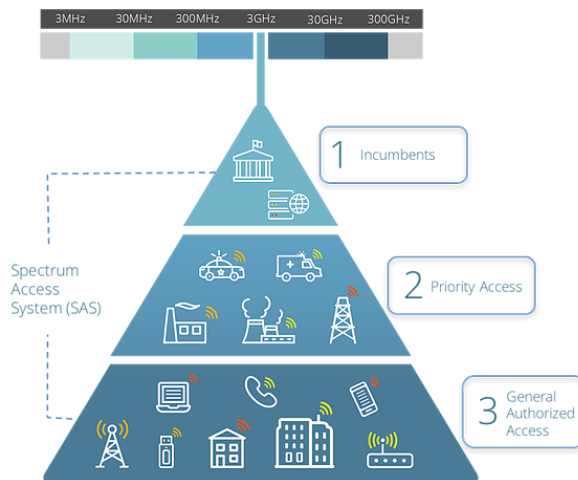 3MHz 30MHz 300MHz 3GHz 30GHz 300GHz
1 Incumbents
Spectrum
Access
System (SAS)
2 Priority Access
3 General
Authorized
Access